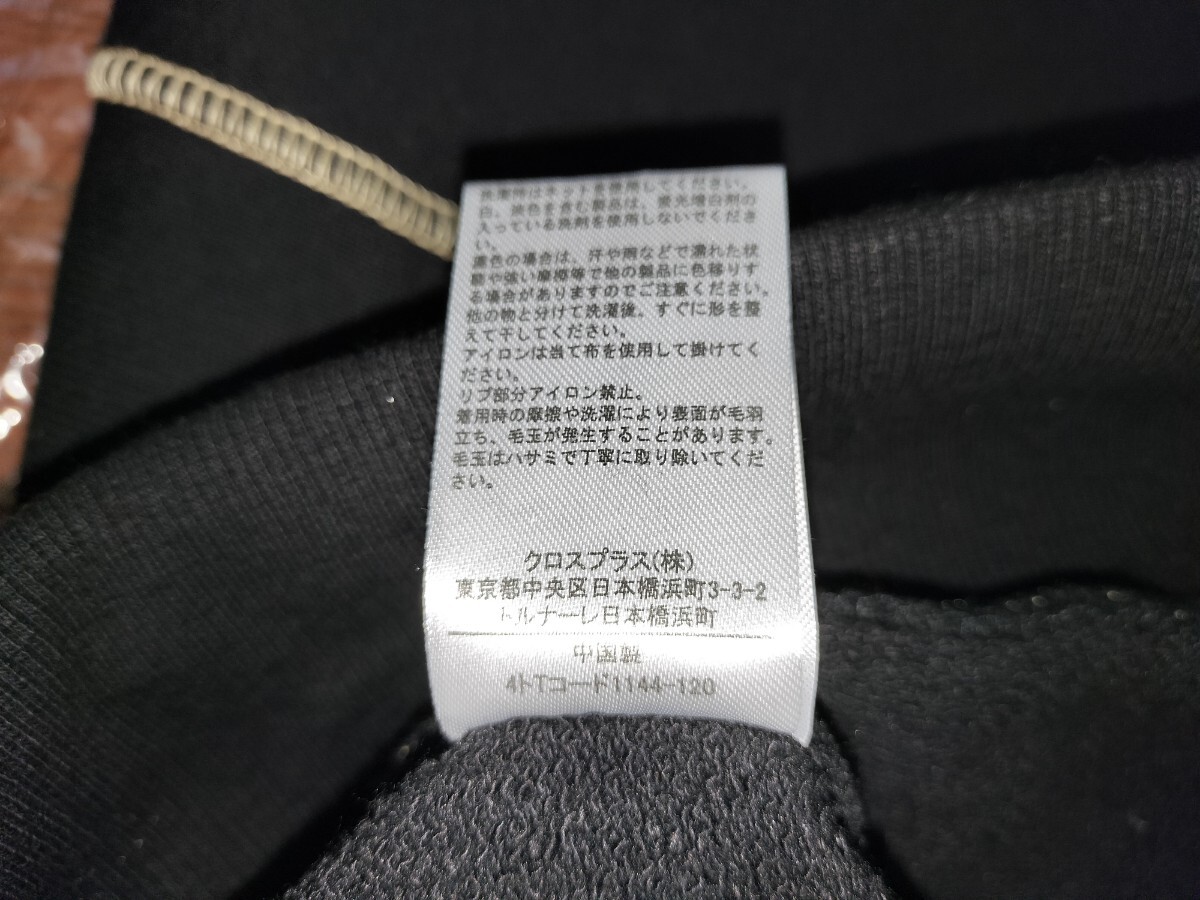 洗濯時はネットを使用してください。
白、淡色を含む製品は、蛍光増白剤の
入っている洗剤を使用しないでくださ
い。
濃色の場合は、汗や雨などで濡れた状
態や強い摩擦等で他の製品に色移りす
る場合がありますのでご注意ください。
他の物と分けて洗濯後、すぐに形を整
えて干してください。
アイロンは当て布を使用して掛けてく
ださい。
リブ部分アイロン禁止。
着用時の摩擦や洗濯により表面が毛羽
立ち、毛玉が発生することがあります。
毛玉はハサミで丁寧に取り除いてくだ
さい。
クロスプラス(株)
東京都中央区日本橋浜町3-3-2
トルナーレ日本橋浜町
中国製
4トTコード1144-120